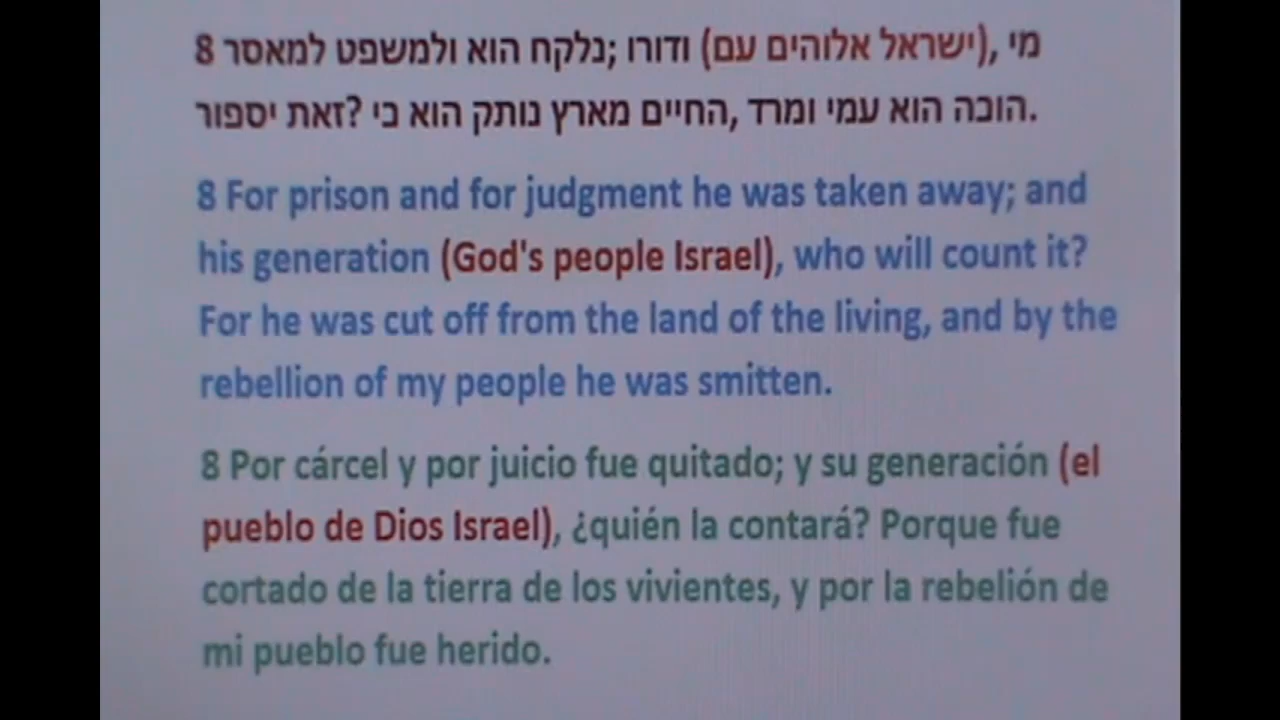 8 למאסר ולמשפט הוא נלקח; ודורו (עם אלוהים ישראל), מי
יספור זאת? כי הוא נותק מארץ החיים, ומרד עמי הוא הוכה.
8 For prison and for judgment he was taken away; and
his generation (God's people Israel), who will count it?
For he was cut off from the land of the living, and by the
rebellion of my people he was smitten.
8 Por cárcel y por juicio fue quitado; y su generación (el
pueblo de Dios Israel), ¿quién la contará? Porque fue
cortado de la tierra de los vivientes, y por la rebelión de
mi pueblo fue herido.